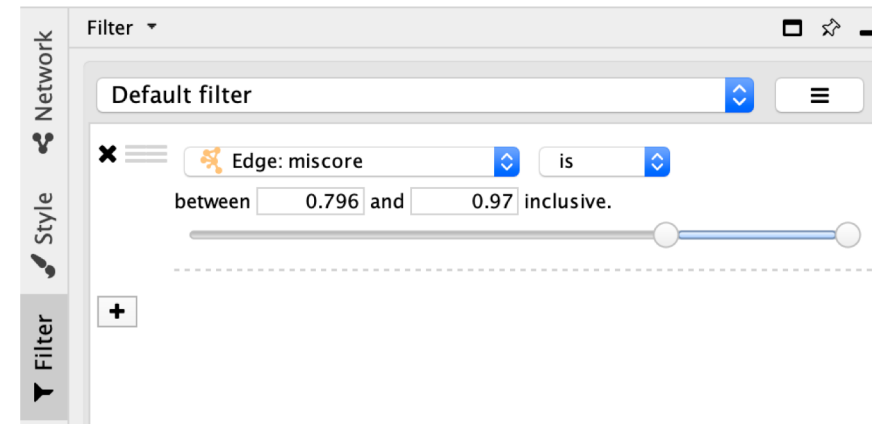 Filter
Network
Style
Filter
Default filter
Edge: miscore
is
between 0.796 and 0.97 inclusive.